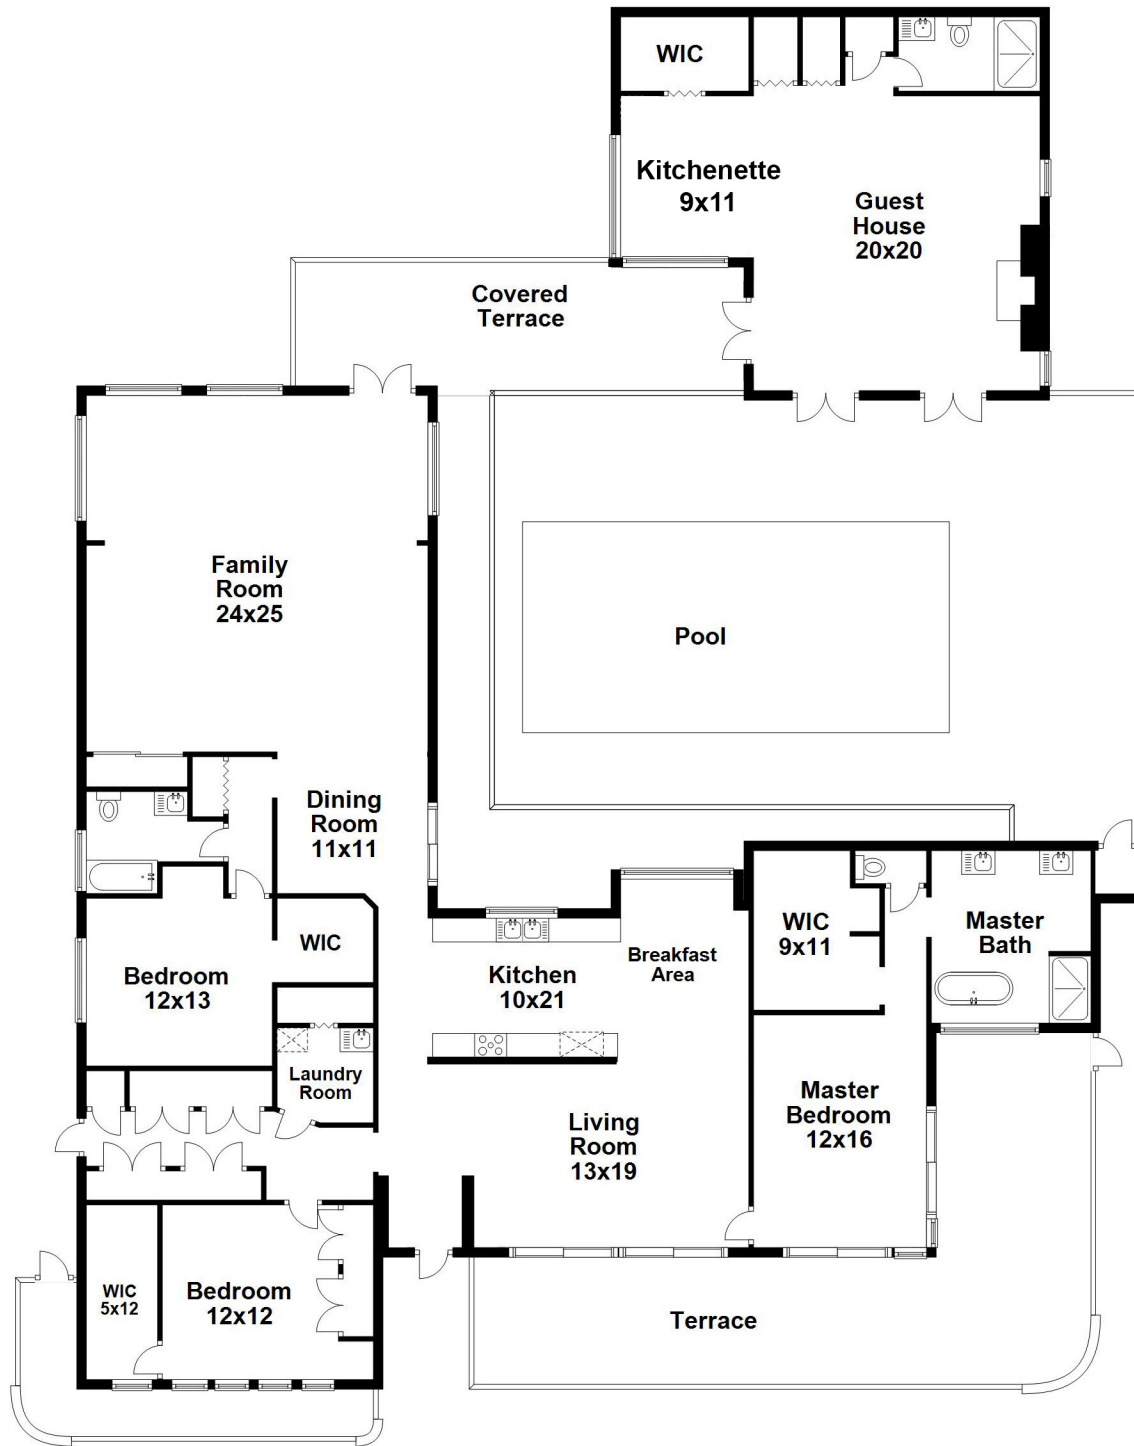 WIC
Kitchenette
9x11
Guest
House
20x20
Covered
Terrace
Family
Room
24x25
Pool
Dining
Room
11x11
WIC
Bedroom
12x13
Kitchen
10x21
Breakfast
Area
WIC
9x11
Master
Bath
Laundry
Room
Living
Room
13x19
Master
Bedroom
12x16
WIC
5x12
Bedroom
12x12
Terrace